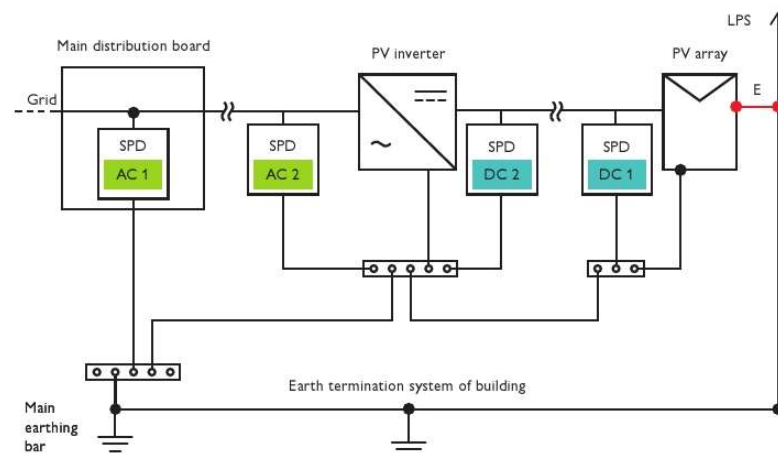 LPS
Main distribution board
PV inverter
PV array
Grid
E
SPD
AC 1
SPD
AC 2
SPD
DC 2
SPD
DC 1
Earth termination system of building
Main
earthing
bar